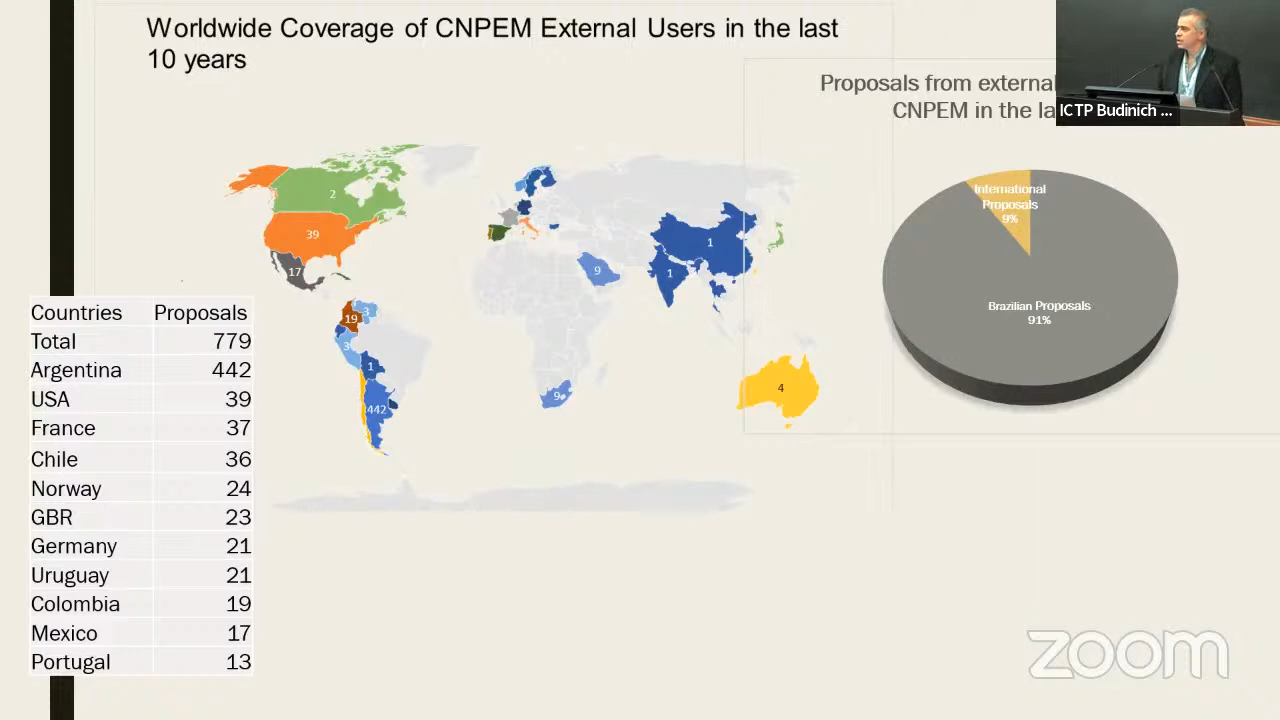 Worldwide Coverage of CNPEM External Users in the last
10 years
Proposals from external
CNPEM in the la
ICTP Budinich ...
2
39
17
19
3
3
1
442
9
9
1
1
4
International
Proposals
9%
Brazilian Proposals
91%
Countries Proposals
Total 779
Argentina 442
USA 39
France 37
Chile 36
Norway 24
GBR 23
Germany 21
Uruguay 21
Colombia 19
Mexico 17
Portugal 13
zoom